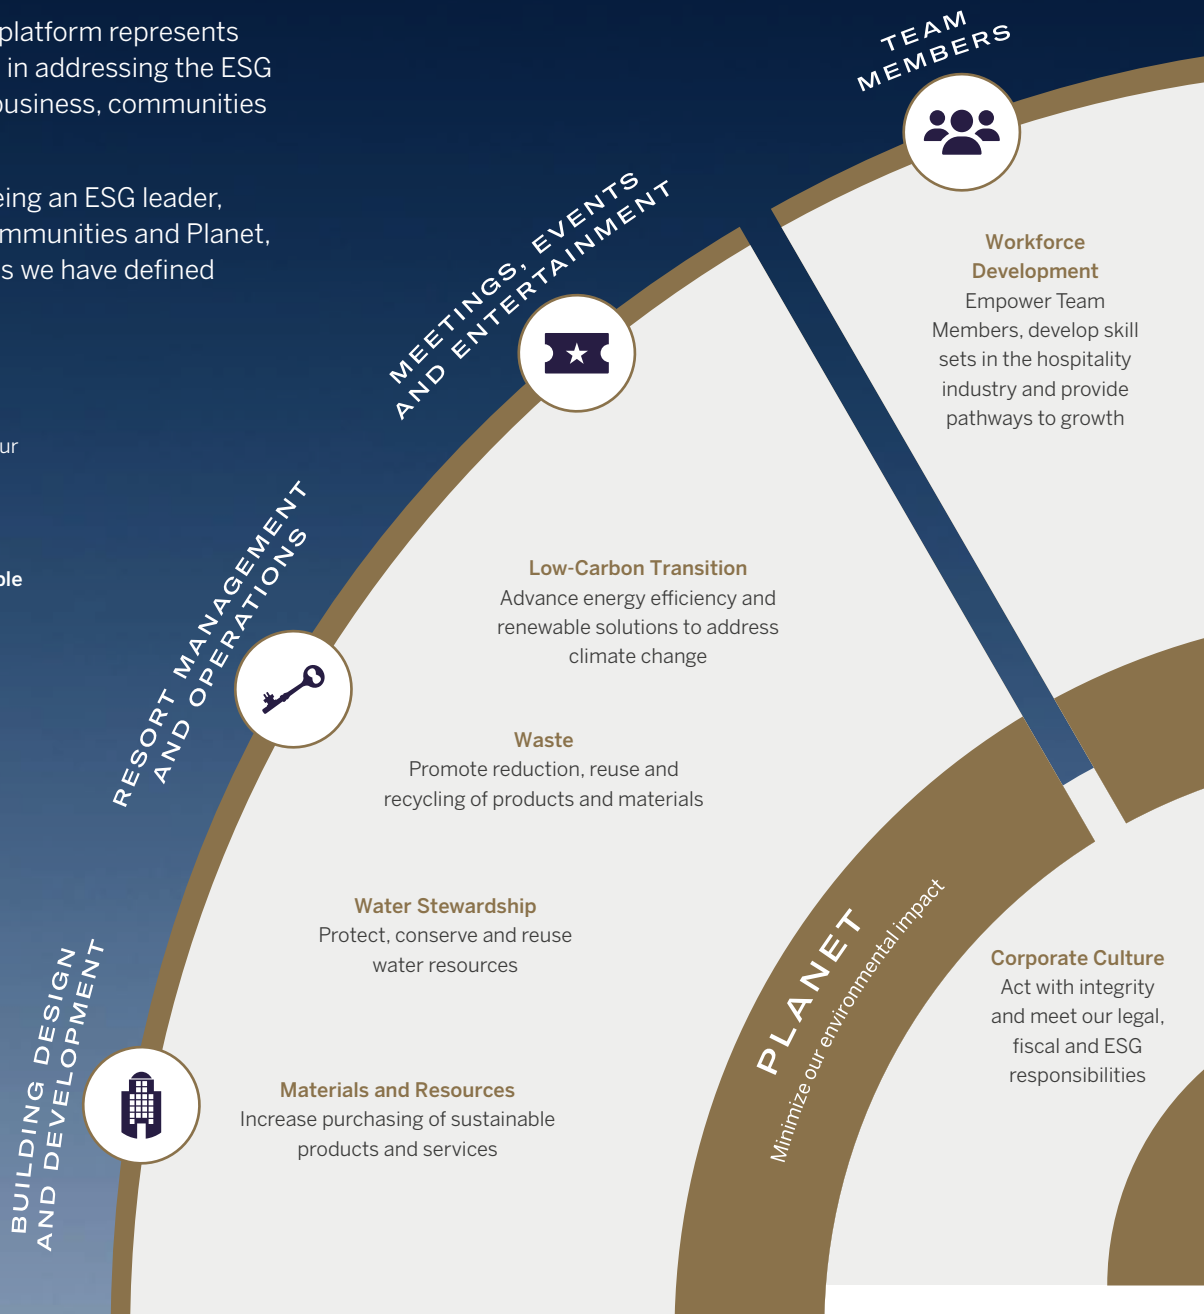 platform represents
in addressing the ESG
business, communities
being an ESG leader,
mmunities and Planet,
s we have defined
ur
ble
TEAM
MEMBERS
MEETINGS, EVENTS
AND ENTERTAINMENT
RESORT MANAGEMENT
AND OPERATIONS
BUILDING DESIGN
AND DEVELOPMENT
Workforce
Development
Empower Team
Members, develop skill
sets in the hospitality
industry and provide
pathways to growth
Low-Carbon Transition
Advance energy efficiency and
renewable solutions to address
climate change
Waste
Promote reduction, reuse and
recycling of products and materials
Water Stewardship
Protect, conserve and reuse
water resources
Materials and Resources
Increase purchasing of sustainable
products and services
PLANET
Minimize our environmental impact
Corporate Culture
Act with integrity
and meet our legal,
fiscal and ESG
responsibilities